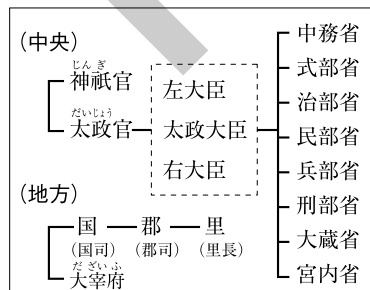 (中央)
じん ぎ
神祇官
だいじょう
太政官
左大臣
太政大臣
右大臣
中務省
式部省
治部省
民部省
兵部省
刑部省
大蔵省
宮内省
(地方)
国 郡 里
(国司) (郡司) (里長)
だ ざい ふ
大宰府